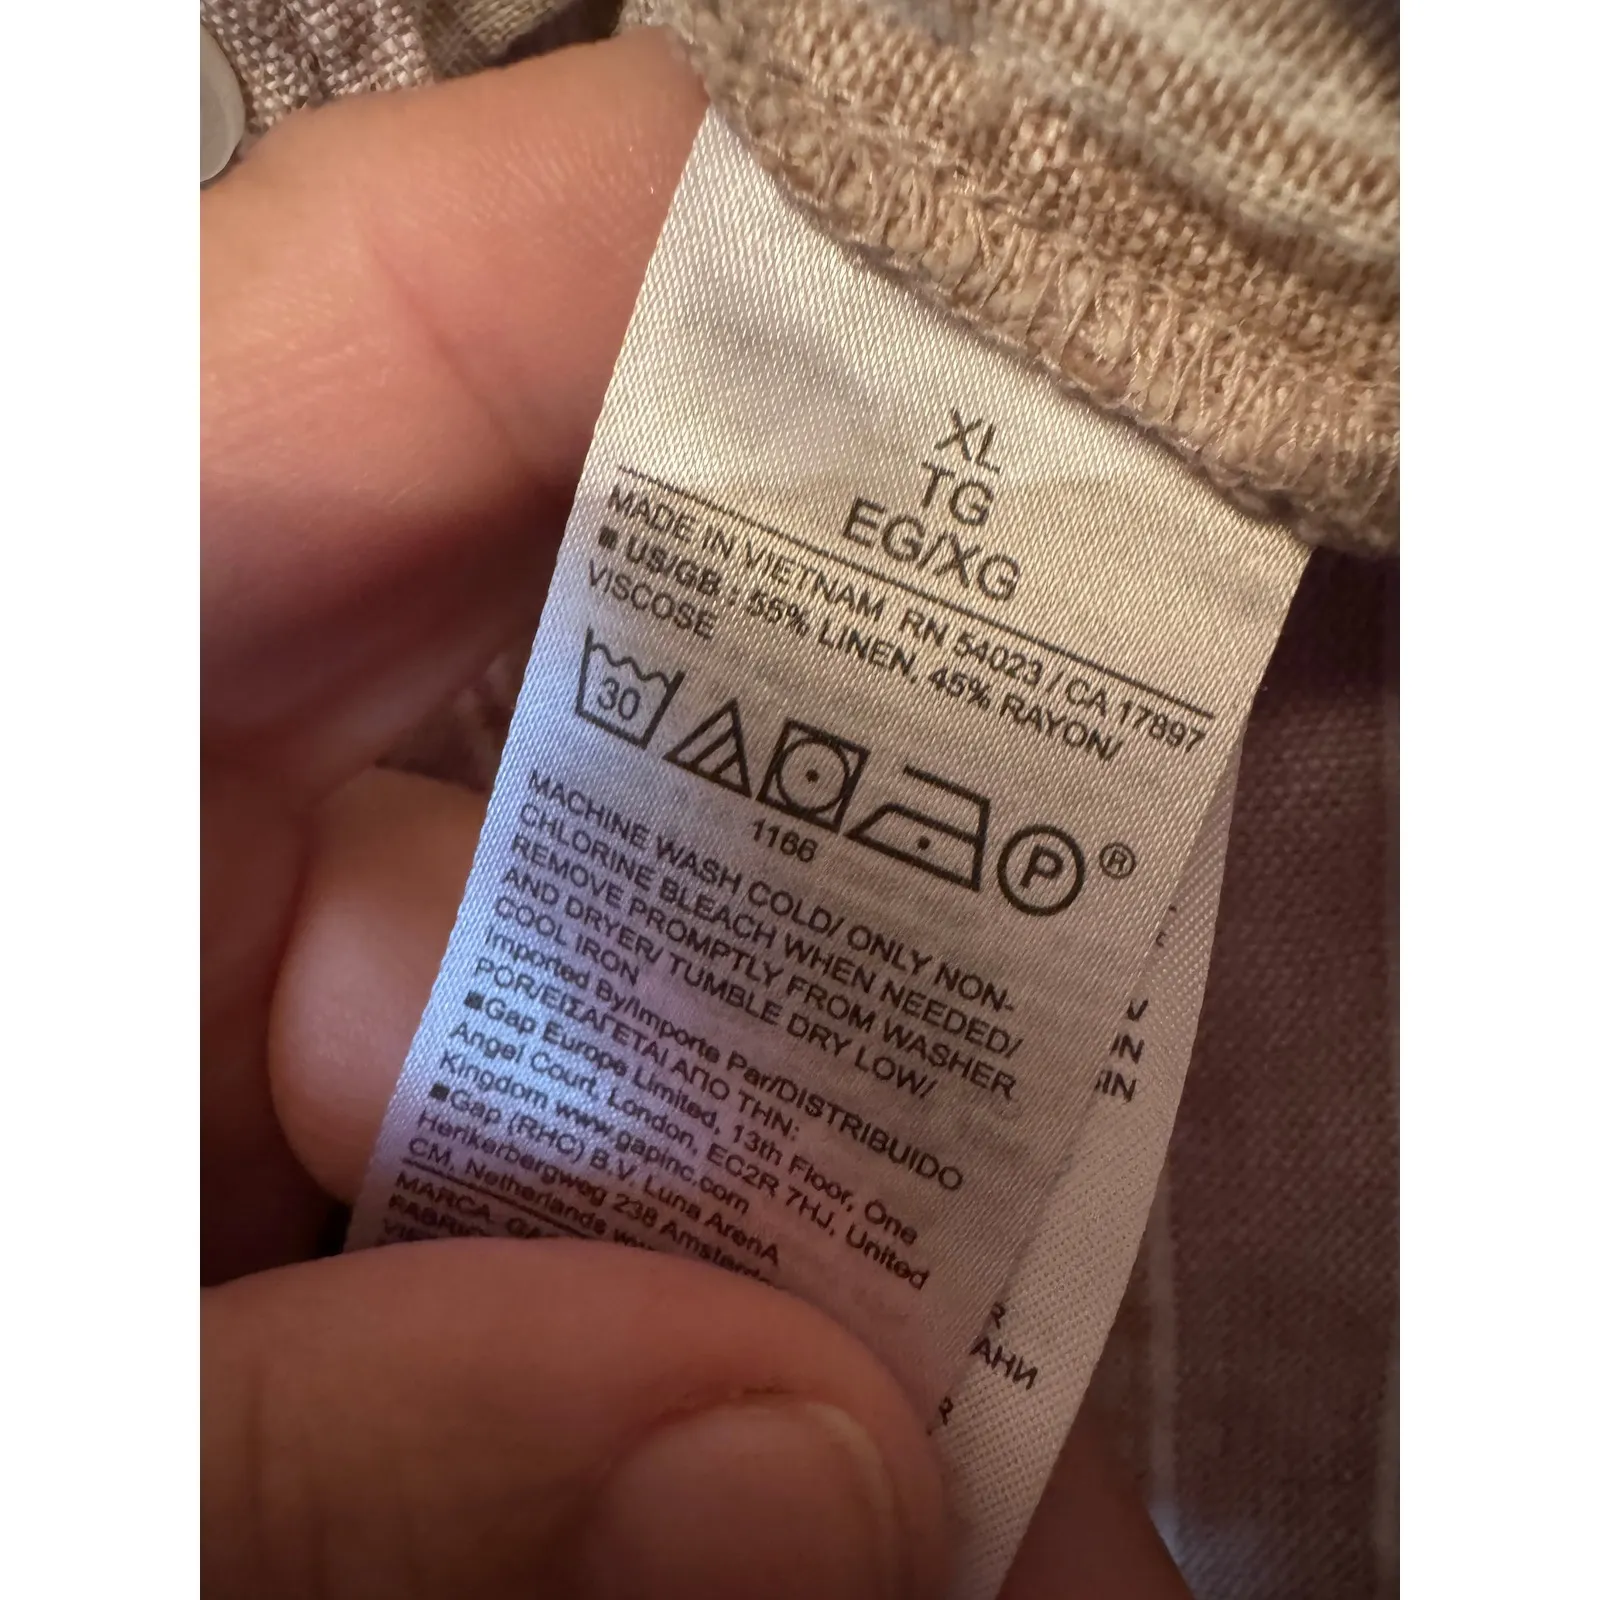 XL
TG
EG/XG
MADE IN VIETNAM RN 54023 / CA 17897
■ US/GB : 55% LINEN, 45% RAYON/
VISCOSE
30
P ®
1166
MACHINE WASH COLD/ ONLY NON-
CHLORINE BLEACH WHEN NEEDED/
REMOVE PROMPTLY FROM WASHER
AND DRYER/ TUMBLE DRY LOW/
COOL IRON
Imported By/Importe Par/DISTRIBUIDO
POR/ΕΙΣΑΓΕΤΑΙ ΑΠΟ ΤΗΝ:
■Gap Europe Limited, 13th Floor, One
Angel Court, London, EC2R 7HJ, United
Kingdom www.gapinc.com
■Gap (RHC) B.V. Luna ArenA
Herikerbergweg 238 Amsterd
CM, Netherlands
MARCA